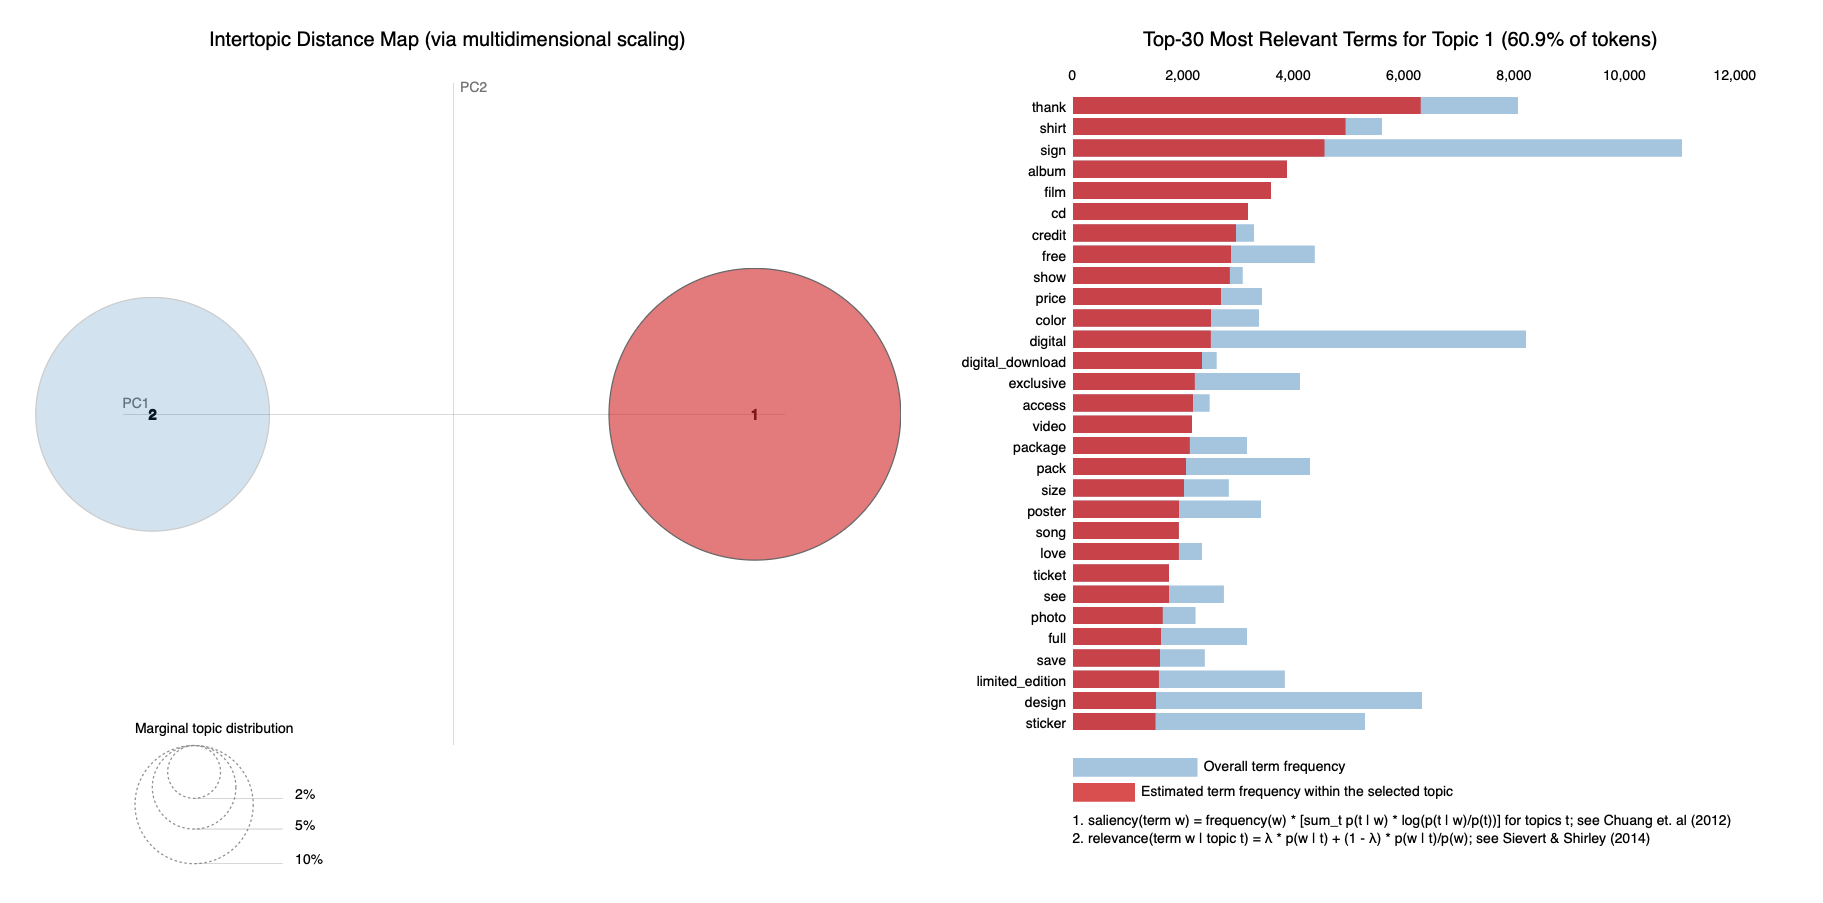 Intertopic Distance Map (via multidimensional scaling)
PC2
PC1
2
1
Marginal topic distribution
2%
5%
10%
Top-30 Most Relevant Terms for Topic 1 (60.9% of tokens)
0 2,000 4,000 6,000 8,000 10,000 12,000
thank
shirt
sign
album
film
cd
credit
free
show
price
color
digital
digital_download
exclusive
access
video
package
pack
size
poster
song
love
ticket
see
photo
full
save
limited_edition
design
sticker
Overall term frequency
Estimated term frequency within the selected topic
1. saliency(term w) = frequency(w) * [sum_t p(t | w) * log(p(t | w)/p(t))] for topics t; see Chuang et. al (2012)
2. relevance(term w | topic t) = λ * p(w | t) + (1 - λ) * p(w | t)/p(w); see Sievert & Shirley (2014)